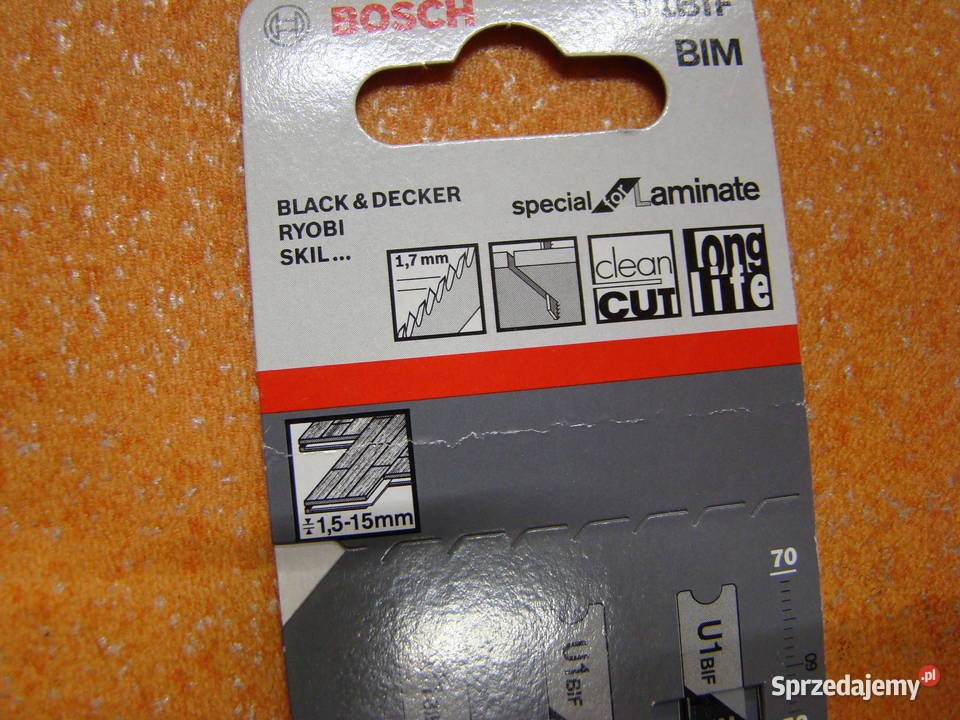 BOSCH
BIM
BLACK & DECKER
RYOBI
SKIL...
special for Laminate
1,7 mm
clean
CUT
long
life
1,5-15mm
70
U1BIF
U1BIF
60
Sprzedajemy.pl